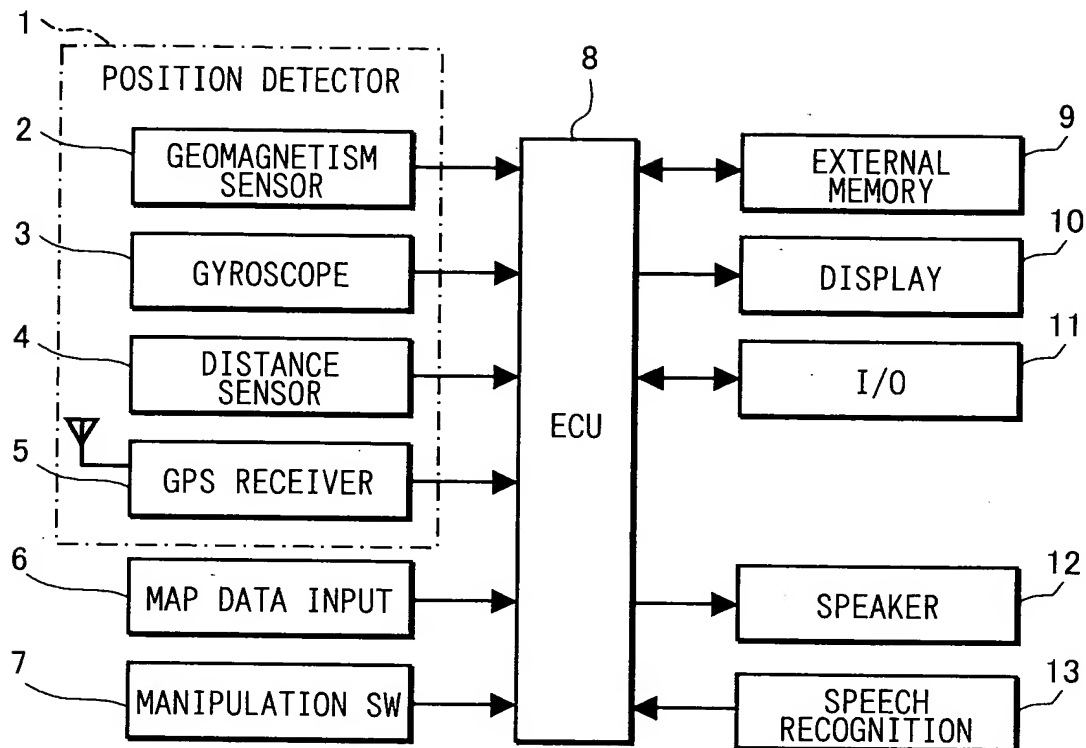 1
POSITION DETECTOR
2
GEOMAGNETISM
SENSOR
3
GYROSCOPE
4
DISTANCE
SENSOR
5
GPS RECEIVER
6
MAP DATA INPUT
7
MANIPULATION SW
8
ECU
9
EXTERNAL
MEMORY
10
DISPLAY
11
I/O
12
SPEAKER
13
SPEECH
RECOGNITION